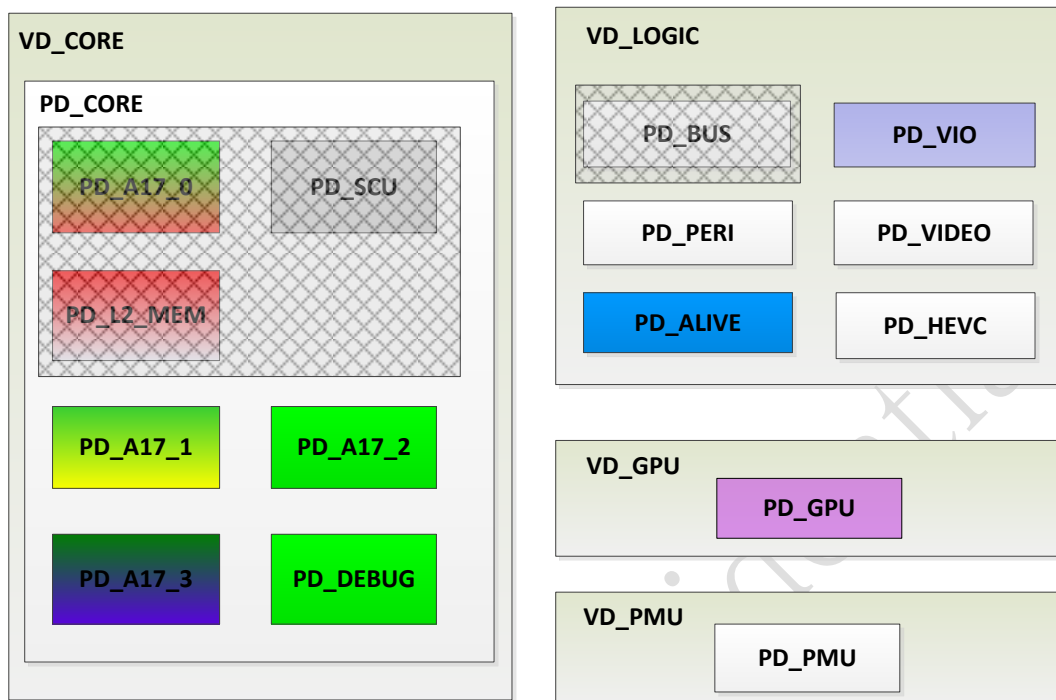 VD_CORE
PD_CORE
PD_A17_0
PD_SCU
PD_L2_MEM
PD_A17_1
PD_A17_2
PD_A17_3
PD_DEBUG
VD_LOGIC
PD_BUS
PD_VIO
PD_PERI
PD_VIDEO
PD_ALIVE
PD_HEVC
VD_GPU
PD_GPU
VD_PMU
PD_PMU